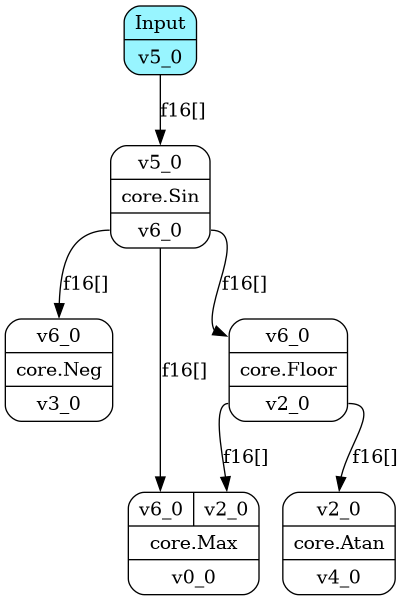 Input
v5_0
f16[]
v5_0
core.Sin
v6_0
f16[]
f16[]
f16[]
v6_0
core.Neg
v3_0
v6_0
core.Floor
v2_0
f16[]
f16[]
v6_0 v2_0
core.Max
v0_0
v2_0
core.Atan
v4_0